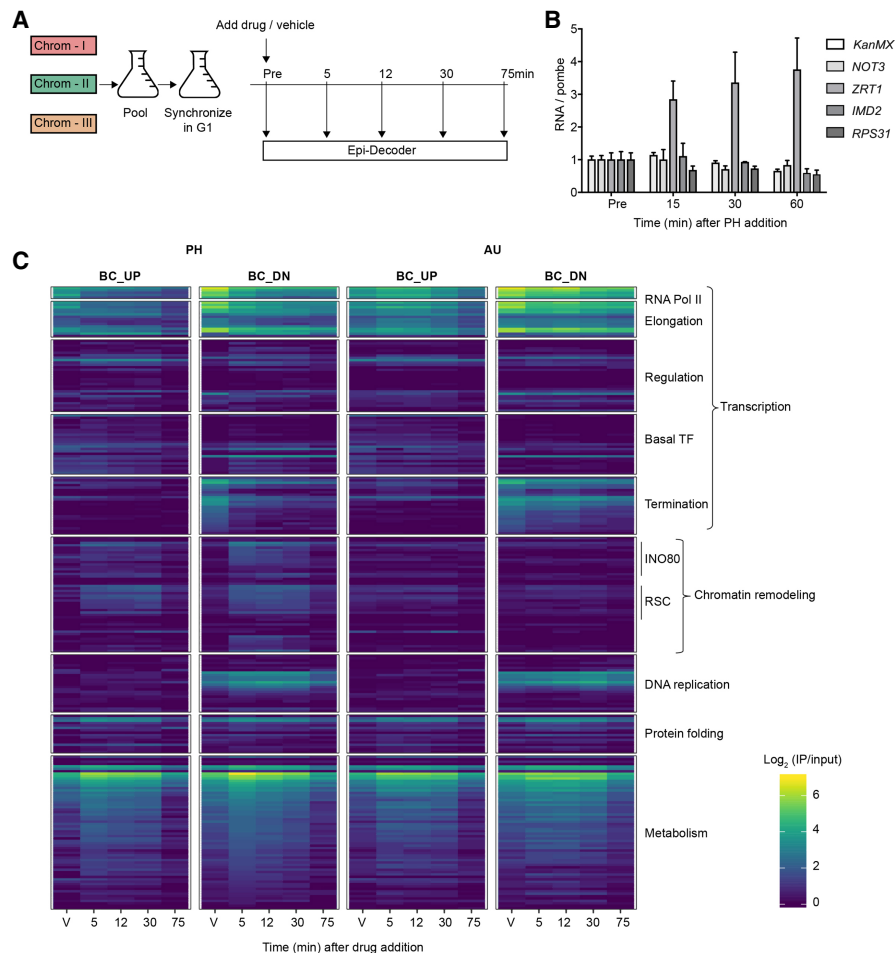 A
Add drug / vehicle
Chrom - I
Chrom - II
Chrom - III
Pool
Synchronize
in G1
Pre
5
12
30
75min
Epi-Decoder
B
RNA / pombe
5
4
3
2
1
0
Pre
15
30
60
Time (min) after PH addition
KanMX
NOT3
ZRT1
IMD2
RPS31
C
PH
AU
BC_UP
BC_DN
BC_UP
BC_DN
RNA Pol II
Elongation
Regulation
Basal TF
Termination
Transcription
INO80
RSC
Chromatin remodeling
DNA replication
Protein folding
Metabolism
Log2 (IP/input)
6
4
2
0
V 5 12 30 75
V 5 12 30 75
V 5 12 30 75
V 5 12 30 75
Time (min) after drug addition